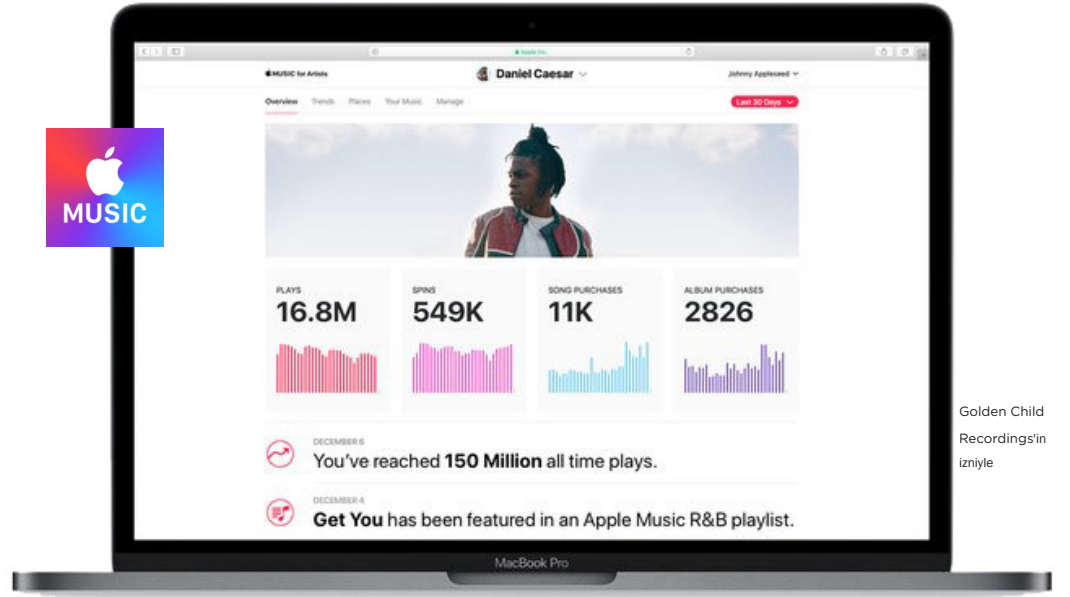 Apple Inc.
MUSIC for Artists
Daniel Caesar
Johnny Appleseed
Overview Trends Places Your Music Manage
Last 30 Days
MUSIC
PLAYS SPINS SONG PURCHASES ALBUM PURCHASES
16.8M 549K 11K 2826
DECEMBER 6
You've reached 150 Million all time plays.
DECEMBER 4
Get You has been featured in an Apple Music R&B playlist.
MacBook Pro
Golden Child
Recordings'in
izniyle